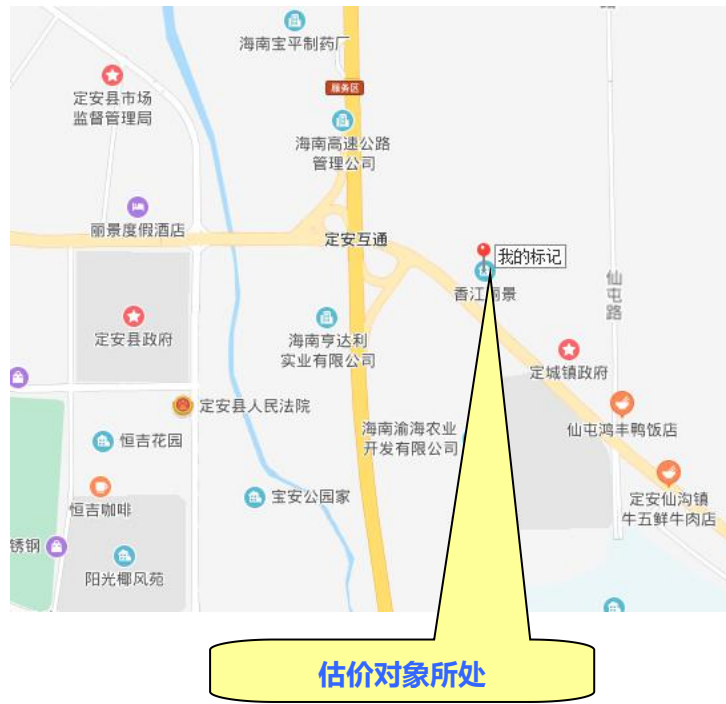 海南宝平制药厂
服务区
定安县市场
监督管理局
海南高速公路
管理公司
丽景度假酒店
定安互通
我的标记
香江丽景
仙屯路
定安县政府
海南亨达利
实业有限公司
定城镇政府
定安县人民法院
海南渝海农业
开发有限公司
仙屯鸿丰鸭饭店
恒吉花园
恒吉咖啡
宝安公园家
定安仙沟镇
牛五鲜牛肉店
锈钢
阳光椰风苑
估价对象所处